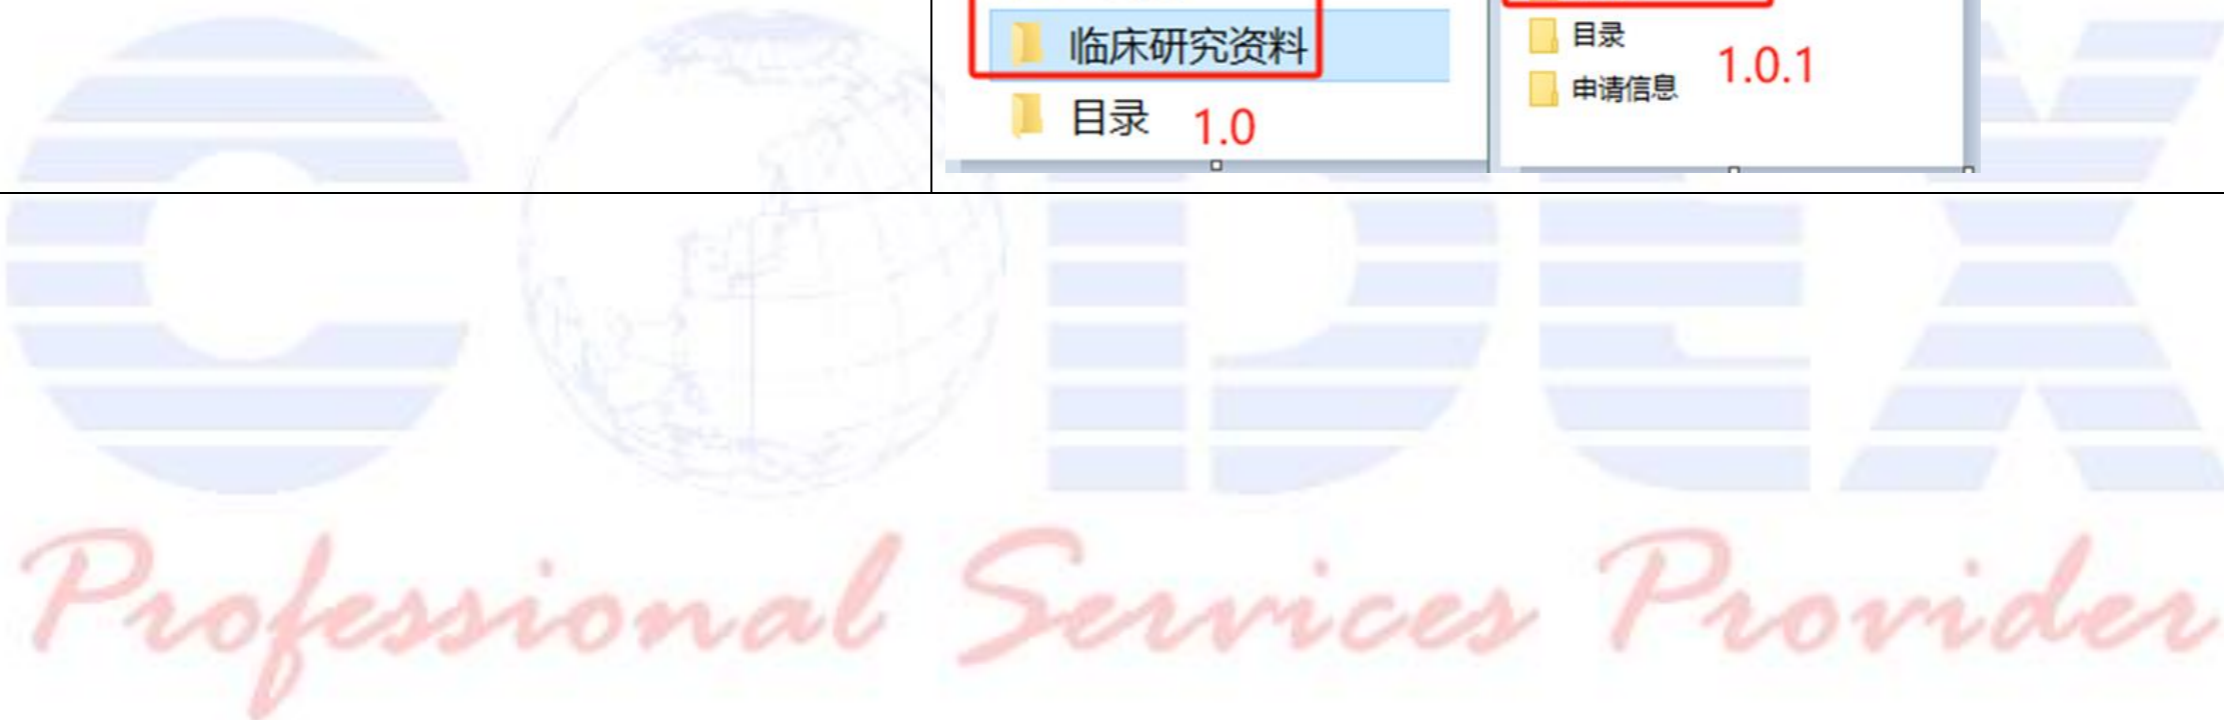 临床研究资料
目录 1.0
目录
1.0.1
申请信息
CODEX
Professional Services Provider